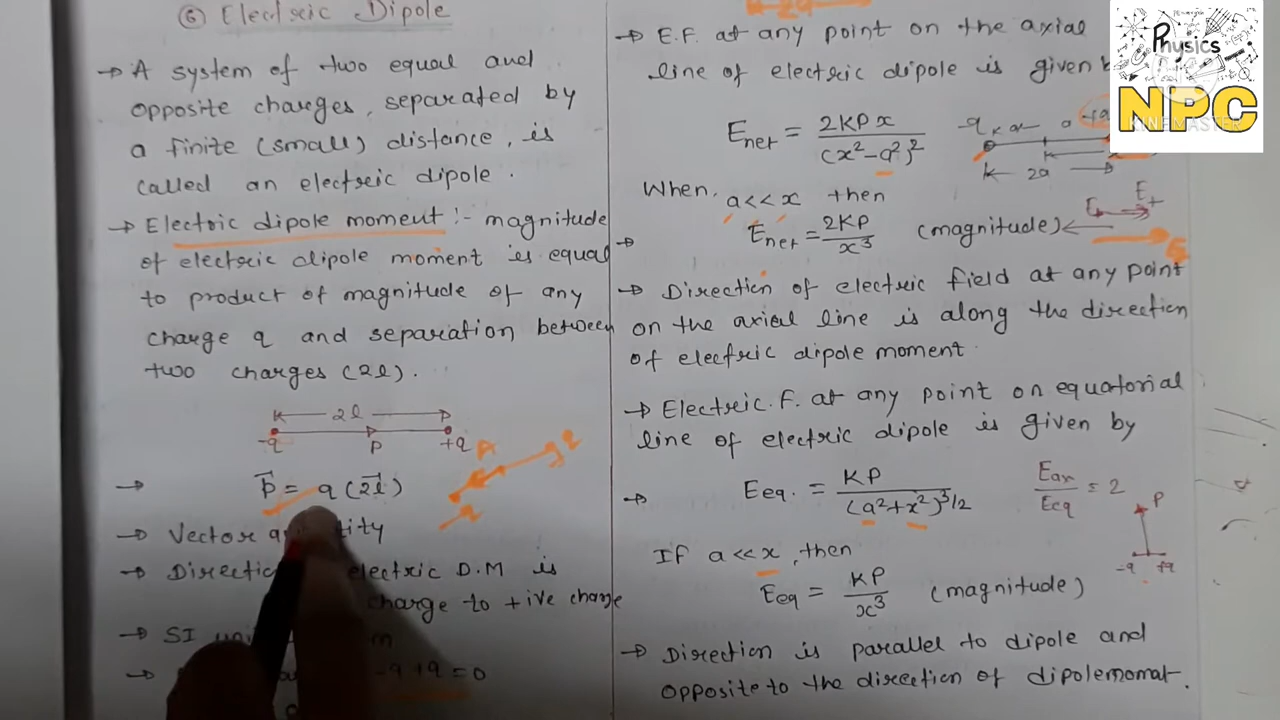 ⑥ Electric Dipole
→ A system of two equal and
opposite charges, separated by
a finite (small) distance, is
called an electric dipole.
→ Electric dipole moment :- magnitude
of electric dipole moment is equal
to product of magnitude of any
charge q and separation between
two charges (2l).
2l
-q P +q
→ P = q (2l)
→ Vector
→ electric D.M is
charge to +ive charge
→ SI
→ -q +q = 0
→ E.F. at any point on the axial
line of electric dipole is given
Enet = 2KPx / (x²-a²)²
-q a a
2a
When, a<<x then
→ Enet = 2KP / x³ (magnitude)
E+
→ Direction of electric field at any point
on the axial line is along the direction
of electric dipole moment.
→ Electric. F. at any point on equatorial
line of electric dipole is given by
→ Eeq. = KP / (a²+x²)^3/2
Eax / Eeq = 2
P
-q +q
If a<<x, then
Eeq = KP / x³ (magnitude)
→ Direction is parallel to dipole and
opposite to the direction of dipolemomat.
Physics
NPC
KINEMASTER